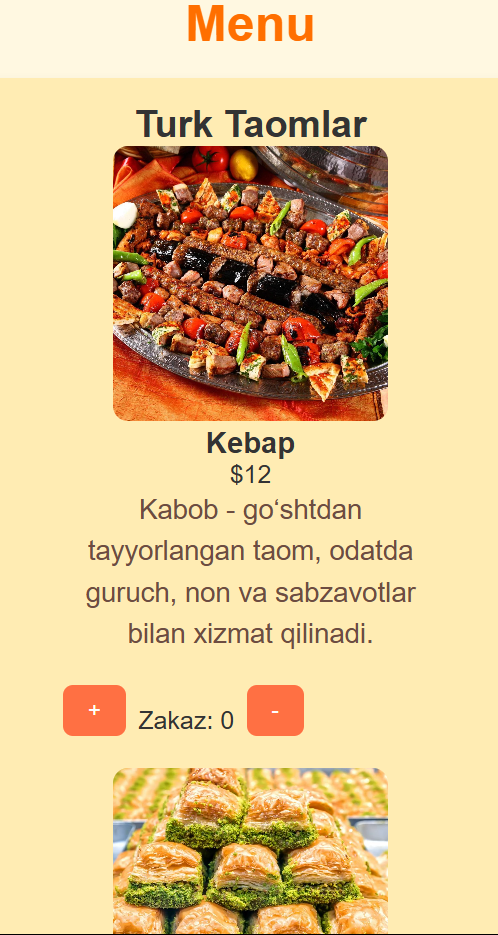 Menu
Turk Taomlar
Kebap
$12
Kabob - go‘shtdan
tayyorlangan taom, odatda
guruch, non va sabzavotlar
bilan xizmat qilinadi.
+ Zakaz: 0 -